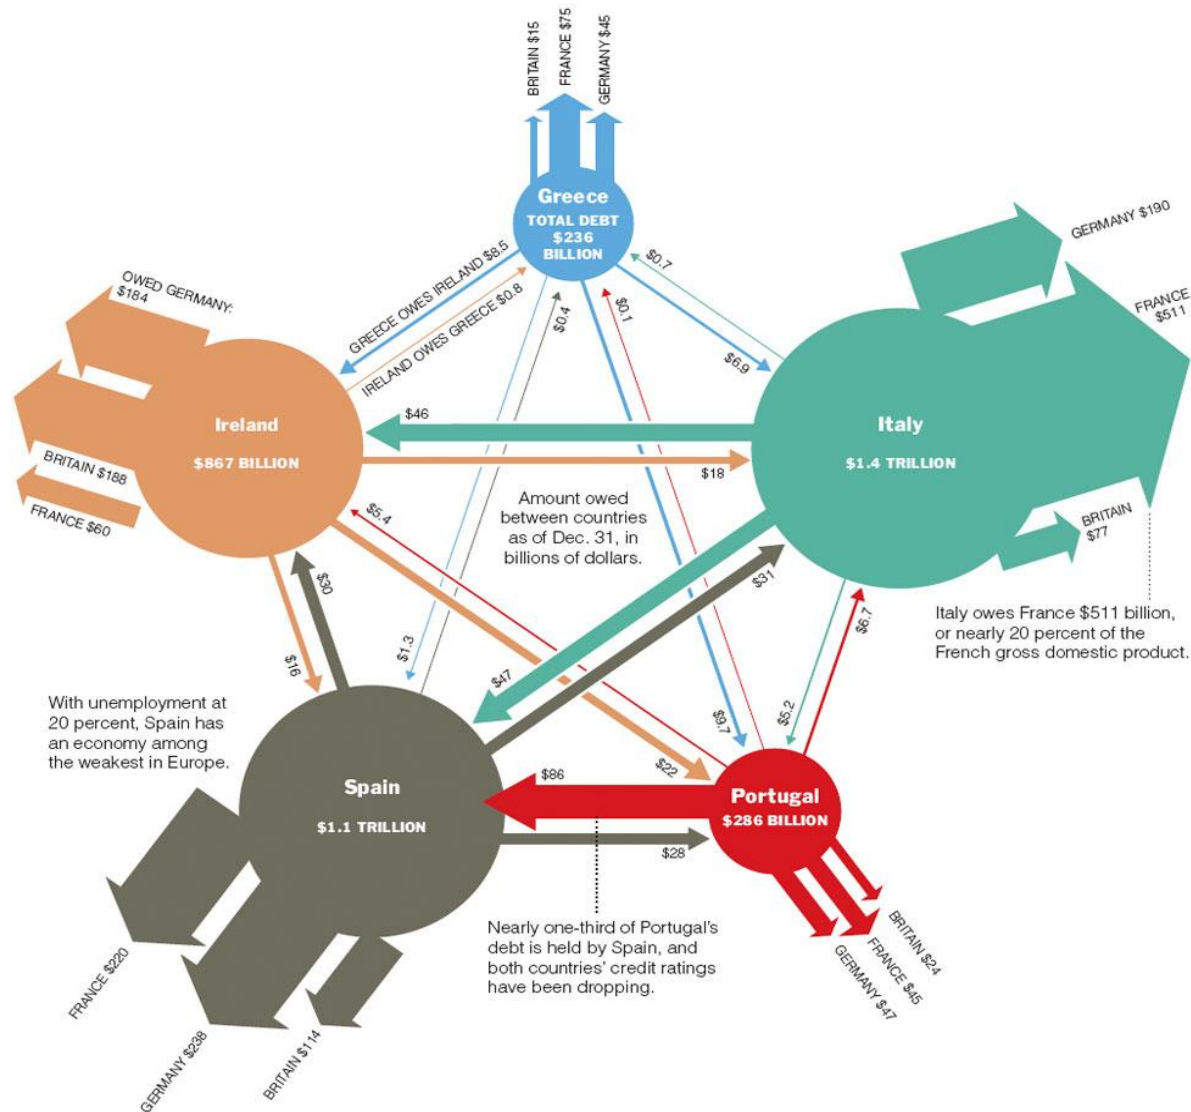 BRITAIN $15
FRANCE $75
GERMANY $45
Greece
TOTAL DEBT
$236
BILLION
GERMANY $190
FRANCE
$511
OWED GERMANY:
$184
GREECE OWES IRELAND $8.5
IRELAND OWES GREECE $0.8
$0.4
$0.1
$0.7
$6.9
Ireland
$867 BILLION
BRITAIN $188
FRANCE $60
$46
$18
Italy
$1.4 TRILLION
BRITAIN
$77
$5.4
Amount owed
between countries
as of Dec. 31, in
billions of dollars.
$30
$16
$1.3
$31
$47
$6.7
$5.2
$9.7
$22
Italy owes France $511 billion,
or nearly 20 percent of the
French gross domestic product.
With unemployment at
20 percent, Spain has
an economy among
the weakest in Europe.
Spain
$1.1 TRILLION
$86
$28
Portugal
$286 BILLION
Nearly one-third of Portugal's
debt is held by Spain, and
both countries' credit ratings
have been dropping.
FRANCE $220
GERMANY $238
BRITAIN $114
BRITAIN $24
FRANCE $45
GERMANY $47